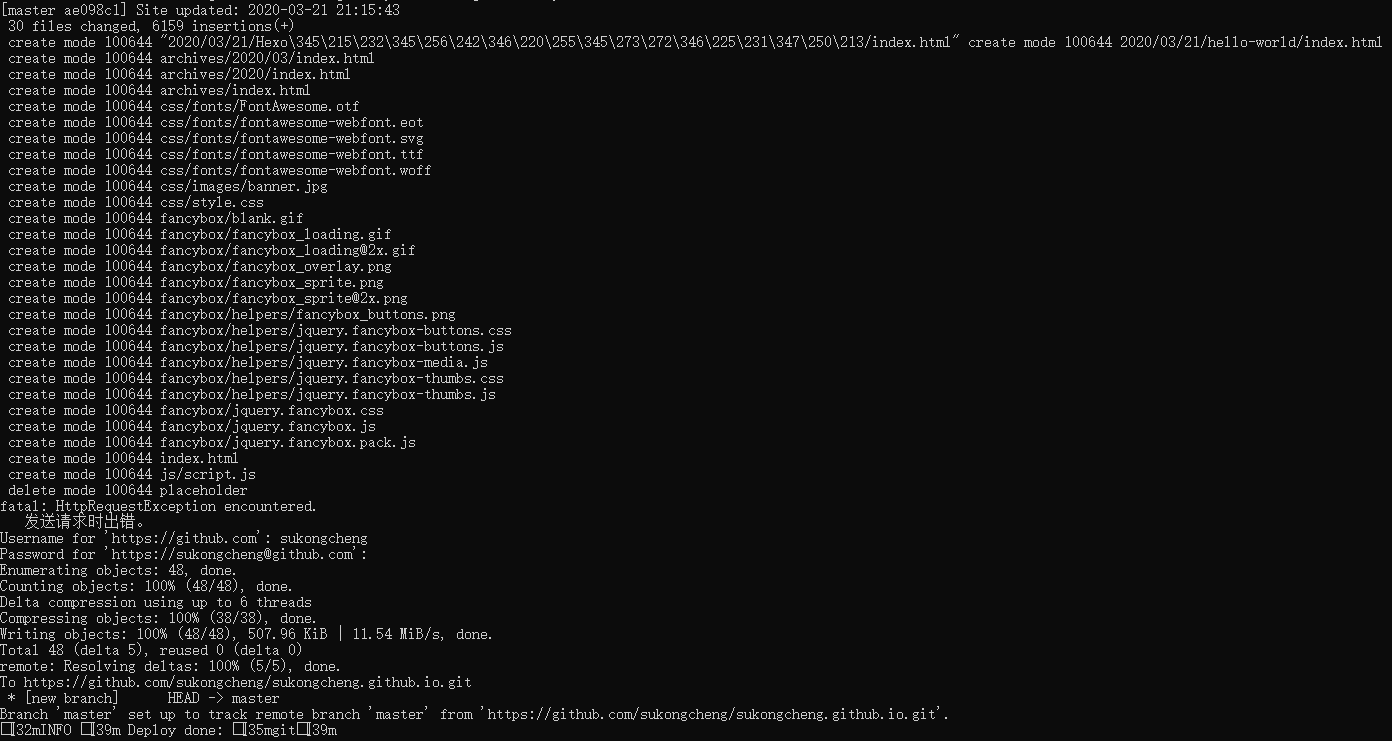 [master ae098c1] Site updated: 2020-03-21 21:15:43
 30 files changed, 6159 insertions(+)
 create mode 100644 "2020/03/21/Hexo\345\215\232\345\256\242\346\220\255\345\273\272\346\225\231\347\250\213/index.html" create mode 100644 2020/03/21/hello-world/index.html
 create mode 100644 archives/2020/03/index.html
 create mode 100644 archives/2020/index.html
 create mode 100644 archives/index.html
 create mode 100644 css/fonts/FontAwesome.otf
 create mode 100644 css/fonts/fontawesome-webfont.eot
 create mode 100644 css/fonts/fontawesome-webfont.svg
 create mode 100644 css/fonts/fontawesome-webfont.ttf
 create mode 100644 css/fonts/fontawesome-webfont.woff
 create mode 100644 css/images/banner.jpg
 create mode 100644 css/style.css
 create mode 100644 fancybox/blank.gif
 create mode 100644 fancybox/fancybox_loading.gif
 create mode 100644 fancybox/fancybox_loading@2x.gif
 create mode 100644 fancybox/fancybox_overlay.png
 create mode 100644 fancybox/fancybox_sprite.png
 create mode 100644 fancybox/fancybox_sprite@2x.png
 create mode 100644 fancybox/helpers/fancybox_buttons.png
 create mode 100644 fancybox/helpers/jquery.fancybox-buttons.css
 create mode 100644 fancybox/helpers/jquery.fancybox-buttons.js
 create mode 100644 fancybox/helpers/jquery.fancybox-media.js
 create mode 100644 fancybox/helpers/jquery.fancybox-thumbs.css
 create mode 100644 fancybox/helpers/jquery.fancybox-thumbs.js
 create mode 100644 fancybox/jquery.fancybox.css
 create mode 100644 fancybox/jquery.fancybox.js
 create mode 100644 fancybox/jquery.fancybox.pack.js
 create mode 100644 index.html
 create mode 100644 js/script.js
 delete mode 100644 placeholder
fatal: HttpRequestException encountered.
   发送请求时出错。
Username for 'https://github.com': sukongcheng
Password for 'https://sukongcheng@github.com':
Enumerating objects: 48, done.
Counting objects: 100% (48/48), done.
Delta compression using up to 6 threads
Compressing objects: 100% (38/38), done.
Writing objects: 100% (48/48), 507.96 KiB | 11.54 MiB/s, done.
Total 48 (delta 5), reused 0 (delta 0)
remote: Resolving deltas: 100% (5/5), done.
To https://github.com/sukongcheng/sukongcheng.github.io.git
 * [new branch]      HEAD -> master
Branch 'master' set up to track remote branch 'master' from 'https://github.com/sukongcheng/sukongcheng.github.io.git'.
□[32mINFO □[39m Deploy done: □[35mgit□[39m